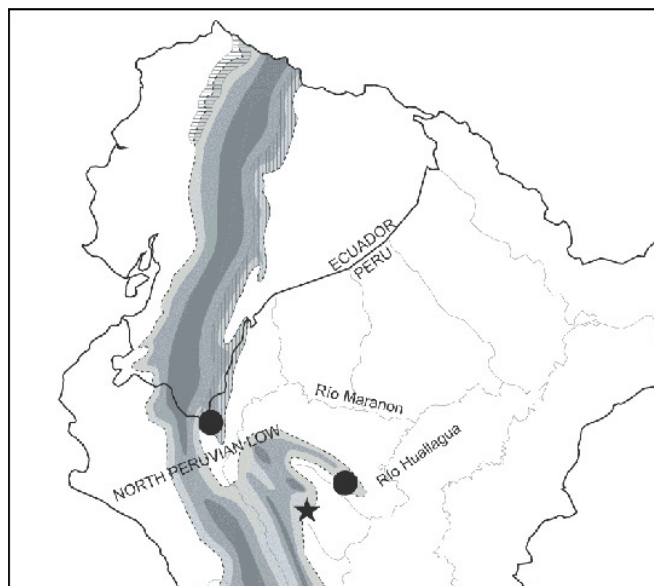 ECUADOR
PERU
Río Maranon
Río Huallagua
NORTH PERUVIAN LOW